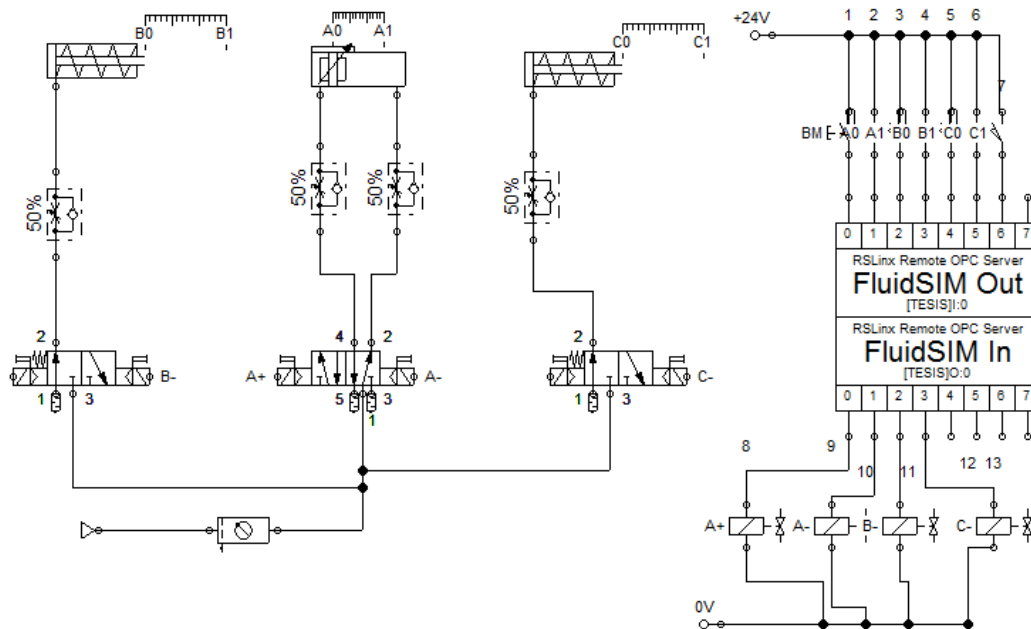 B0 B1
A0 A1
C0 C1
+24V 1 2 3 4 5 6
7
BM A0 A1 B0 B1 C0 C1
50% 50% 50% 50%
0 1 2 3 4 5 6 7
RSLinx Remote OPC Server
FluidSIM Out
[TESIS]I:0
RSLinx Remote OPC Server
FluidSIM In
[TESIS]O:0
0 1 2 3 4 5 6 7
2 4 2 2
B- A+ A- C-
1 3 5 3 1 3
1
8 9 10 11 12 13
A+ A- B- C-
0V